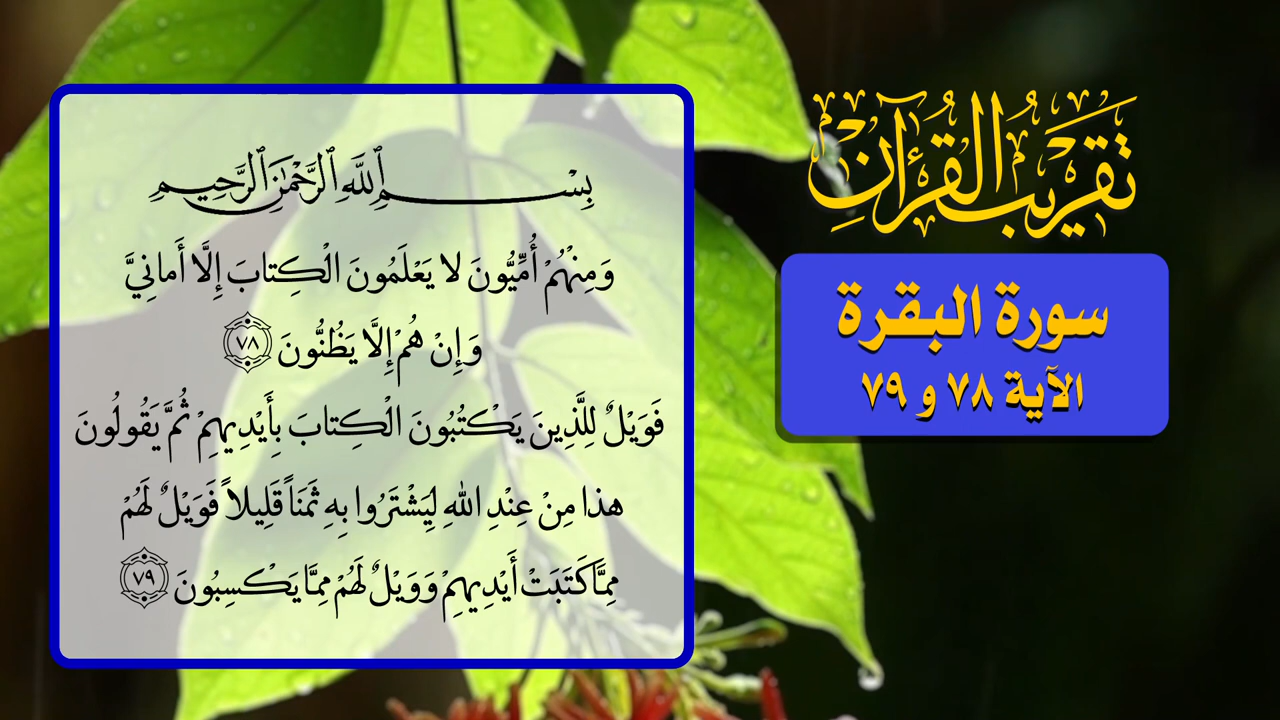 تقريب القرآن
سورة البقرة
الآية ٧٨ و ٧٩
بِسْمِ ٱللَّهِ ٱلرَّحْمَٰنِ ٱلرَّحِيمِ
وَمِنْهُمْ أُمِّيُّونَ لا يَعْلَمُونَ الْكِتابَ إِلَّا أَمانِيَّ
وَإِنْ هُمْ إِلَّا يَظُنُّونَ ٧٨
فَوَيْلٌ لِلَّذِينَ يَكْتُبُونَ الْكِتابَ بِأَيْدِيهِمْ ثُمَّ يَقُولُونَ
هذا مِنْ عِنْدِ اللهِ لِيَشْتَرُوا بِهِ ثَمَناً قَلِيلاً فَوَيْلٌ لَهُمْ
مِمَّا كَتَبَتْ أَيْدِيهِمْ وَوَيْلٌ لَهُمْ مِمَّا يَكْسِبُونَ ٧٩